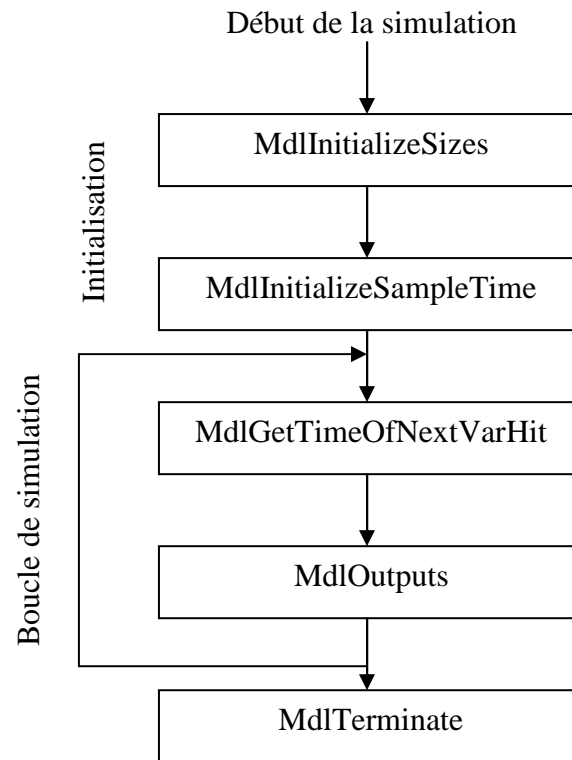 Début de la simulation
MdlInitializeSizes
Initialisation
MdlInitializeSampleTime
MdlGetTimeOfNextVarHit
Boucle de simulation
MdlOutputs
MdlTerminate